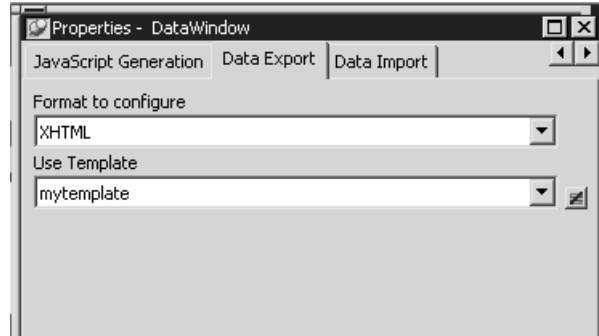 Properties - DataWindow
JavaScript Generation Data Export Data Import
Format to configure
XHTML
Use Template
mytemplate